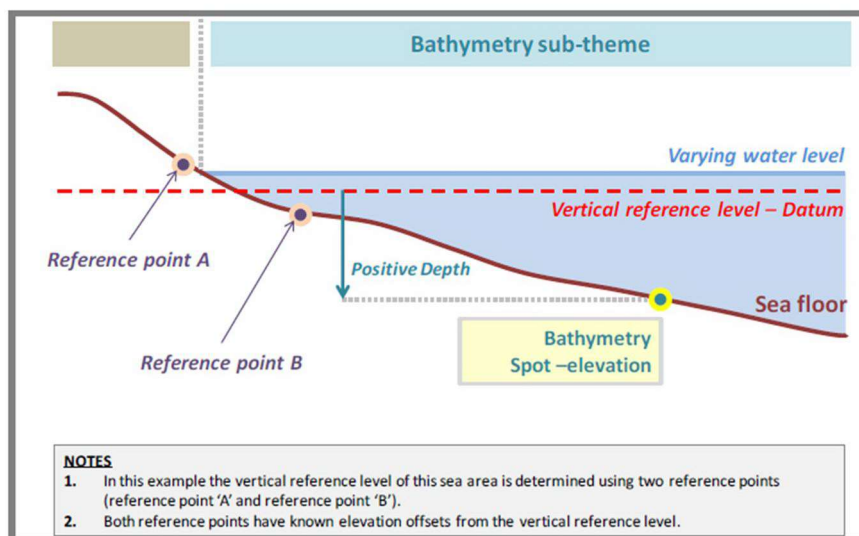 Bathymetry sub-theme
Varying water level
Vertical reference level – Datum
Reference point A
Positive Depth
Sea floor
Bathymetry
Spot –elevation
Reference point B
NOTES
1. In this example the vertical reference level of this sea area is determined using two reference points
(reference point ‘A’ and reference point ‘B’).
2. Both reference points have known elevation offsets from the vertical reference level.